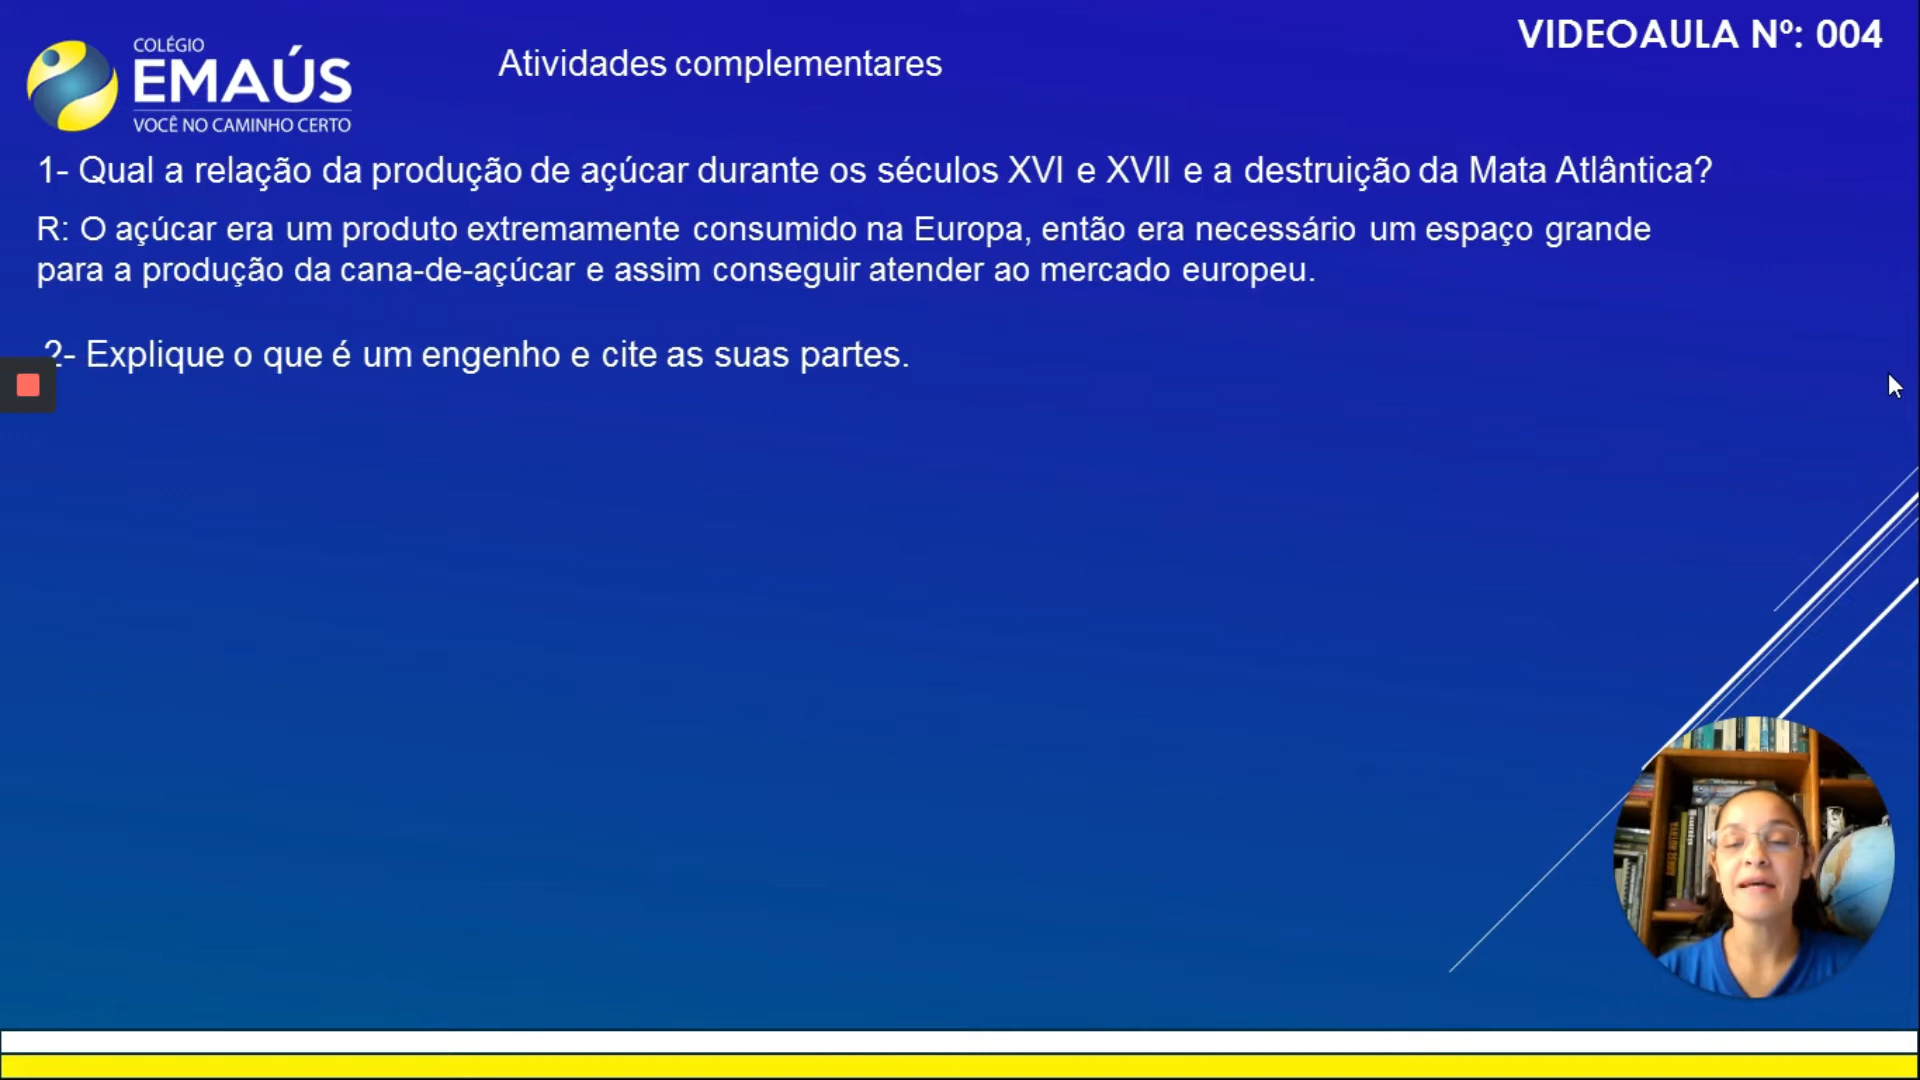 COLÉGIO
EMAÚS
VOCÊ NO CAMINHO CERTO
Atividades complementares
VIDEOAULA Nº: 004
1- Qual a relação da produção de açúcar durante os séculos XVI e XVII e a destruição da Mata Atlântica?
R: O açúcar era um produto extremamente consumido na Europa, então era necessário um espaço grande
para a produção da cana-de-açúcar e assim conseguir atender ao mercado europeu.
2- Explique o que é um engenho e cite as suas partes.